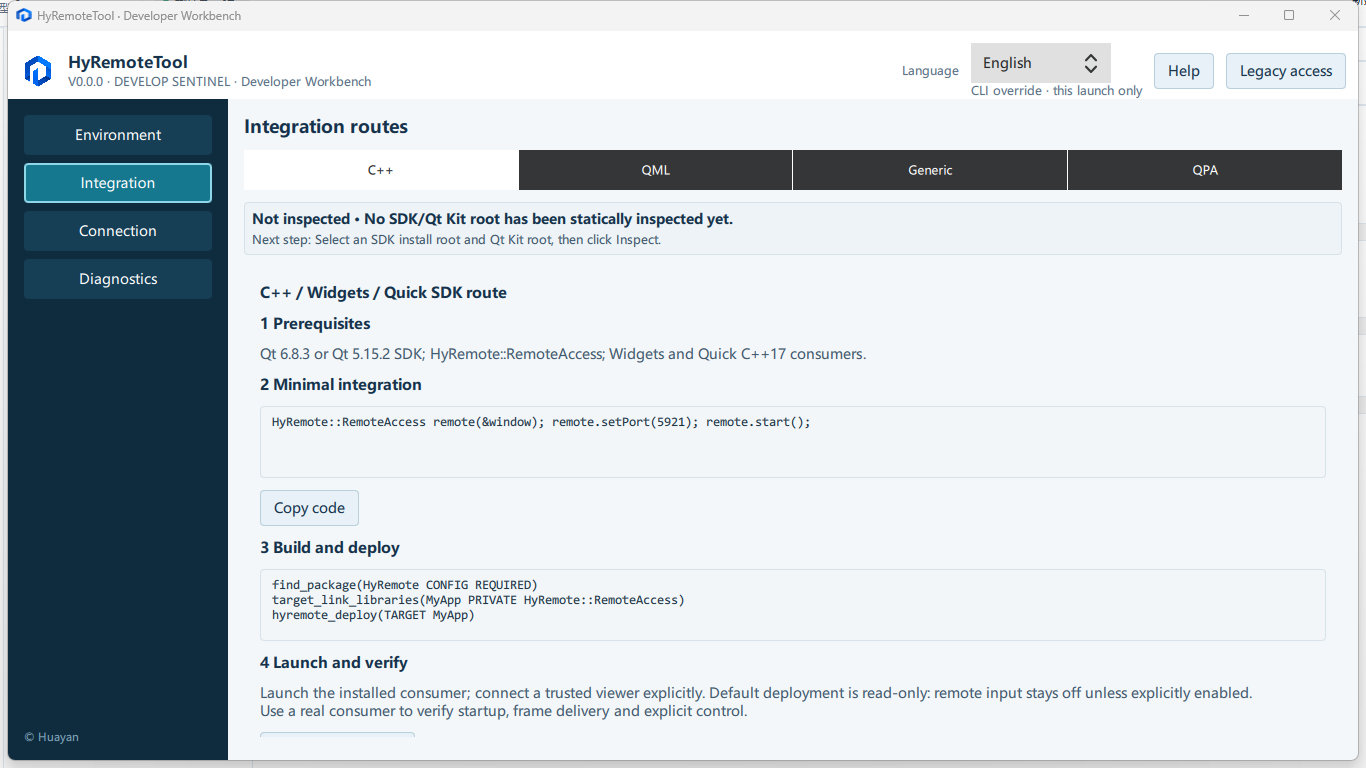 HyRemoteTool · Developer Workbench
HyRemoteTool
V0.0.0 · DEVELOP SENTINEL · Developer Workbench
Language
English
CLI override · this launch only
Help
Legacy access
Environment
Integration
Connection
Diagnostics
© Huayan
Integration routes
C++
QML
Generic
QPA
Not inspected • No SDK/Qt Kit root has been statically inspected yet.
Next step: Select an SDK install root and Qt Kit root, then click Inspect.
C++ / Widgets / Quick SDK route
1 Prerequisites
Qt 6.8.3 or Qt 5.15.2 SDK; HyRemote::RemoteAccess; Widgets and Quick C++17 consumers.
2 Minimal integration
HyRemote::RemoteAccess remote(&window); remote.setPort(5921); remote.start();
Copy code
3 Build and deploy
find_package(HyRemote CONFIG REQUIRED)
target_link_libraries(MyApp PRIVATE HyRemote::RemoteAccess)
hyremote_deploy(TARGET MyApp)
4 Launch and verify
Launch the installed consumer; connect a trusted viewer explicitly. Default deployment is read-only: remote input stays off unless explicitly enabled.
Use a real consumer to verify startup, frame delivery and explicit control.